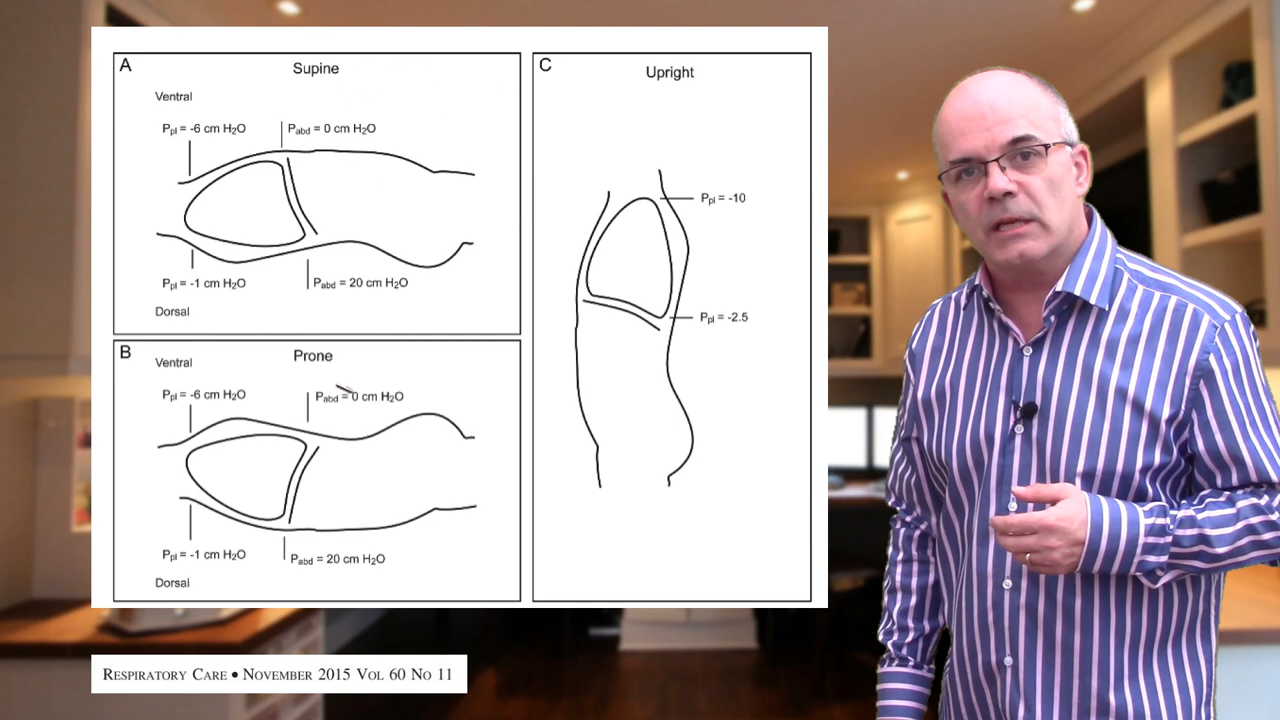 A
Supine
Ventral
Ppl = -6 cm H2O
Pabd = 0 cm H2O
Ppl = -1 cm H2O
Pabd = 20 cm H2O
Dorsal
B
Prone
Ventral
Ppl = -6 cm H2O
Pabd = 0 cm H2O
Ppl = -1 cm H2O
Pabd = 20 cm H2O
Dorsal
C
Upright
Ppl = -10
Ppl = -2.5
RESPIRATORY CARE • NOVEMBER 2015 VOL 60 NO 11